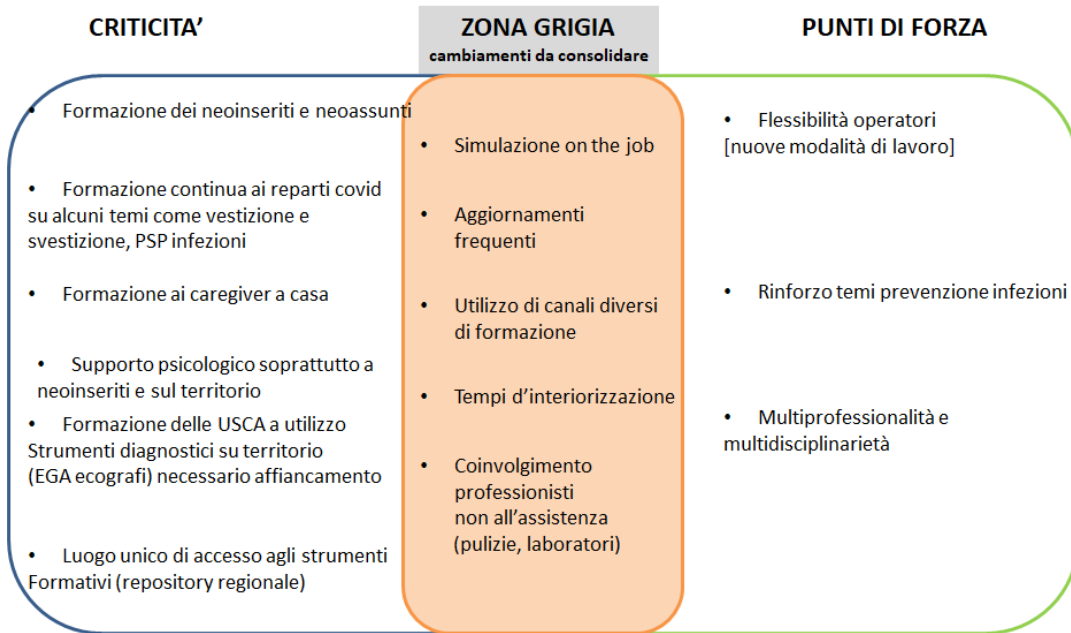 CRITICITA'
• Formazione dei neoinseriti e neoassunti
• Formazione continua ai reparti covid
su alcuni temi come vestizione e
svestizione, PSP infezioni
• Formazione ai caregiver a casa
• Supporto psicologico soprattutto a
neoinseriti e sul territorio
• Formazione delle USCA a utilizzo
Strumenti diagnostici su territorio
(EGA ecografi) necessario affiancamento
• Luogo unico di accesso agli strumenti
Formativi (repository regionale)
ZONA GRIGIA
cambiamenti da consolidare
• Simulazione on the job
• Aggiornamenti
frequenti
• Utilizzo di canali diversi
di formazione
• Tempi d'interiorizzazione
• Coinvolgimento
professionisti
non all'assistenza
(pulizie, laboratori)
PUNTI DI FORZA
• Flessibilità operatori
[nuove modalità di lavoro]
• Rinforzo temi prevenzione infezioni
• Multiprofessionalità e
multidisciplinarietà